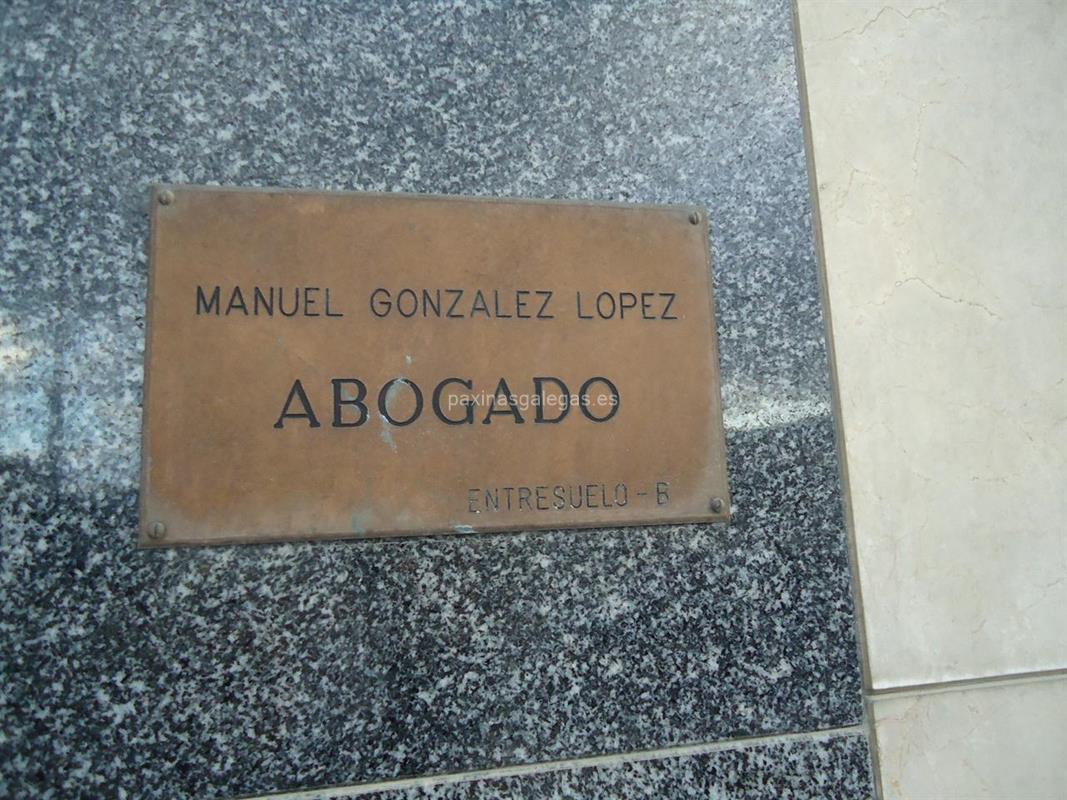 MANUEL GONZALEZ LOPEZ
ABOGADO
paxinasgalegas.es
ENTRESUELO - B